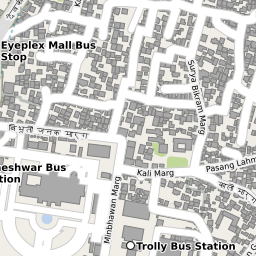 Eyeplex Mall Bus
Stop
Surya Bikram Marg
eshwar Bus
tion
Kali Marg
Pasang Lahm
Minbhawan Marg
Trolly Bus Station